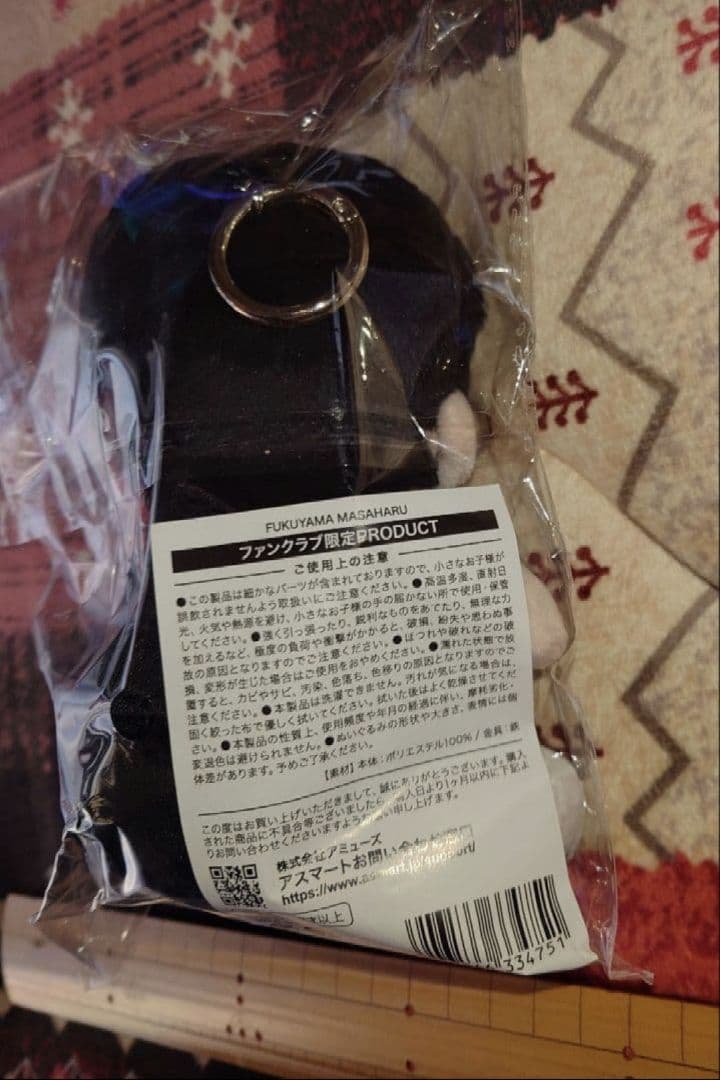 FUKUYAMA MASAHARU
ファンクラブ限定PRODUCT
ご使用上の注意
●この製品は細かなパーツが含まれておりますので、小さなお子様が
誤飲されませんよう取扱いにご注意ください。●高温多湿、直射日
光、火気や熱源を避け、小さなお子様の手の届かない所で使用・保管
してください。●強く引っ張ったり、鋭利なものをあてたり、無理な力
を加えるなど、極度の負荷や衝撃がかかると、破損、紛失や思わぬ事
故の原因となりますのでご注意ください。●ほつれや破れなどの破
損、変形が生じた場合はご使用をおやめください。●濡れた状態で放
置すると、カビやサビ、汚染、色落ち、色移りの原因となりますのでご
注意ください。●本製品は洗濯できません。汚れが気になる場合は、
固く絞った布で優しく拭いてください。拭いた後はよく乾燥させてくだ
さい。●本製品の性質上、使用頻度や年月の経過に伴い、摩耗劣化・
変退色は避けられません。●ぬいぐるみの形状や大きさ、表情には個
体差があります。予めご了承ください。
【素材】本体:ポリエステル100% / 金具:鉄
この度はお買い上げいただきまして、誠にありがとうございます。購入
された商品に不具合等ございましたら、購入日より1ヶ月以内に下記よ
りお問い合わせくださいますようお願い申し上げます。
株式会社アミューズ
アスマートお問い合わせ窓口
https://www.asmart.jp/support/
以上
334751